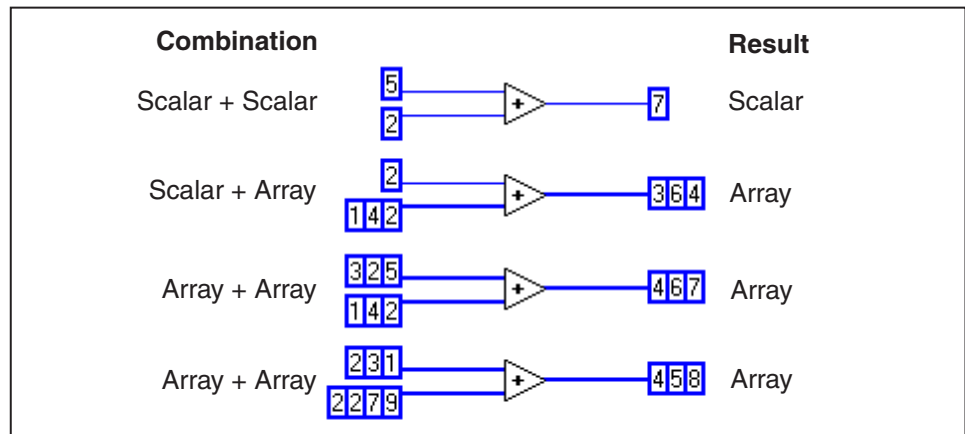 Combination Result
5
Scalar + Scalar + 7 Scalar
2
2
Scalar + Array + 3 6 4 Array
1 4 2
3 2 5
Array + Array + 4 6 7 Array
1 4 2
2 3 1
Array + Array + 4 5 8 Array
2 2 7 9